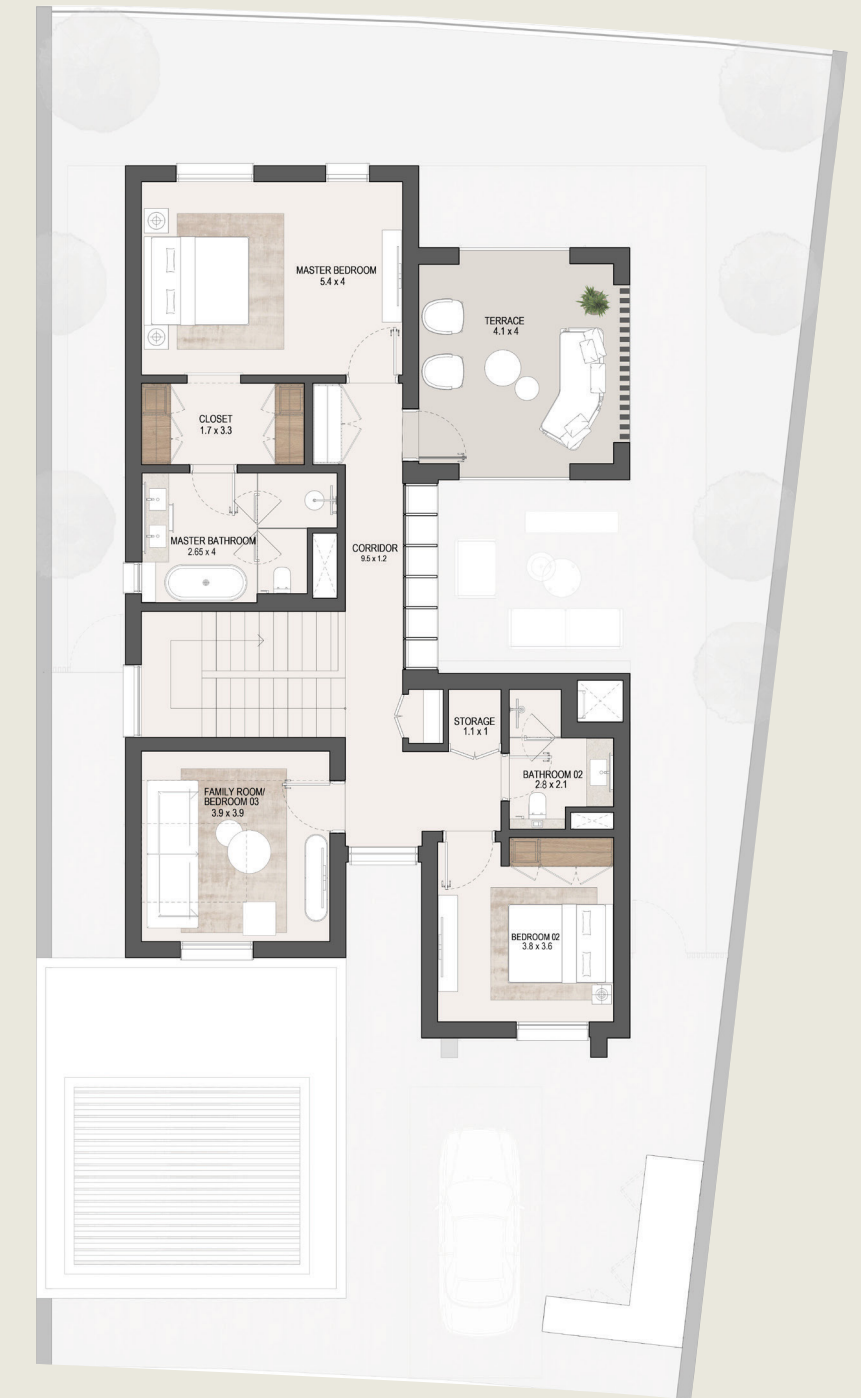 MASTER BEDROOM
5.4 x 4
TERRACE
4.1 x 4
CLOSET
1.7 x 3.3
MASTER BATHROOM
2.65 x 4
CORRIDOR
9.5 x 1.2
STORAGE
1.1 x 1
BATHROOM 02
2.8 x 2.1
FAMILY ROOM/
BEDROOM 03
3.9 x 3.9
BEDROOM 02
3.8 x 3.6